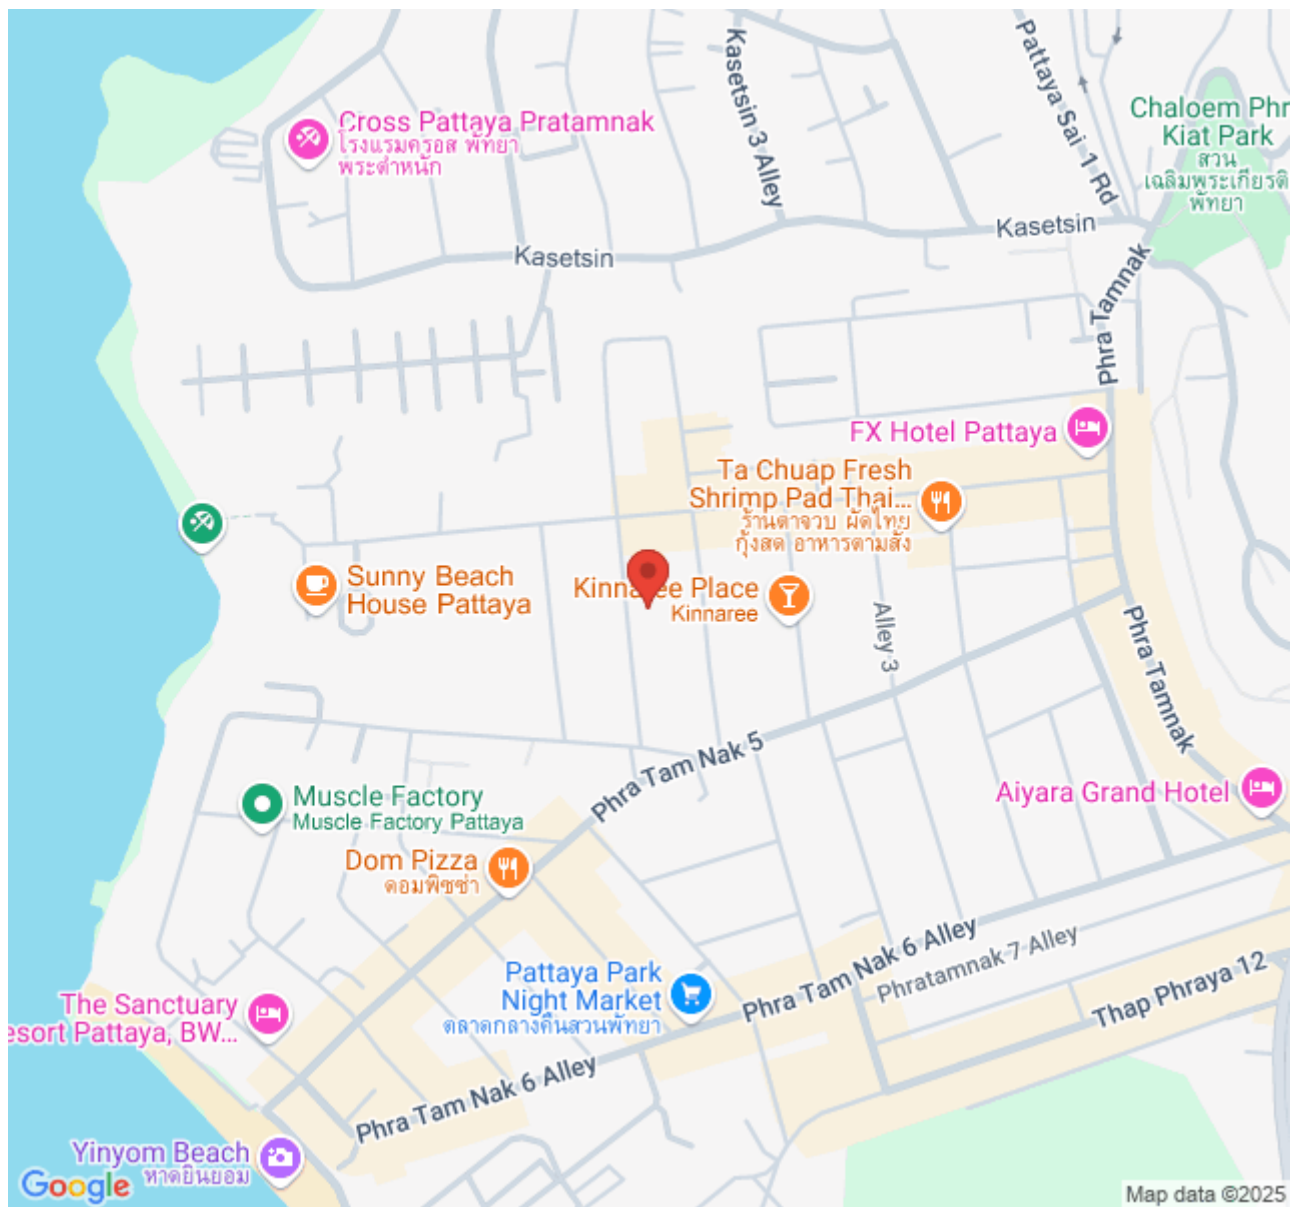 Cross Pattaya Pratamnak
โรงแรมครอส พัทยา
พระตำหนัก
Kasetsin 3 Alley
Pattaya Sai 1 Rd
Chaloem Phr
Kiat Park
สวน
เฉลิมพระเกียรติ
พัทยา
Kasetsin
Kasetsin
Phra Tamnak
FX Hotel Pattaya
Ta Chuap Fresh
Shrimp Pad Thai...
ร้านตาจวบ ผัดไทย
กุ้งสด อาหารตามสั่ง
Sunny Beach
House Pattaya
Kinnaree Place
Kinnaree
Alley 3
Phra Tamnak
Phra Tam Nak 5
Muscle Factory
Muscle Factory Pattaya
Aiyara Grand Hotel
Dom Pizza
ดอมพิซซ่า
Phra Tam Nak 6 Alley
Phratamnak 7 Alley
Thap Phraya 12
Pattaya Park
Night Market
ตลาดกลางคืนสวนพัทยา
The Sanctuary
esort Pattaya, BW...
Phra Tam Nak 6 Alley
Yinyom Beach
หาดยินยอม
Google
Map data ©2025